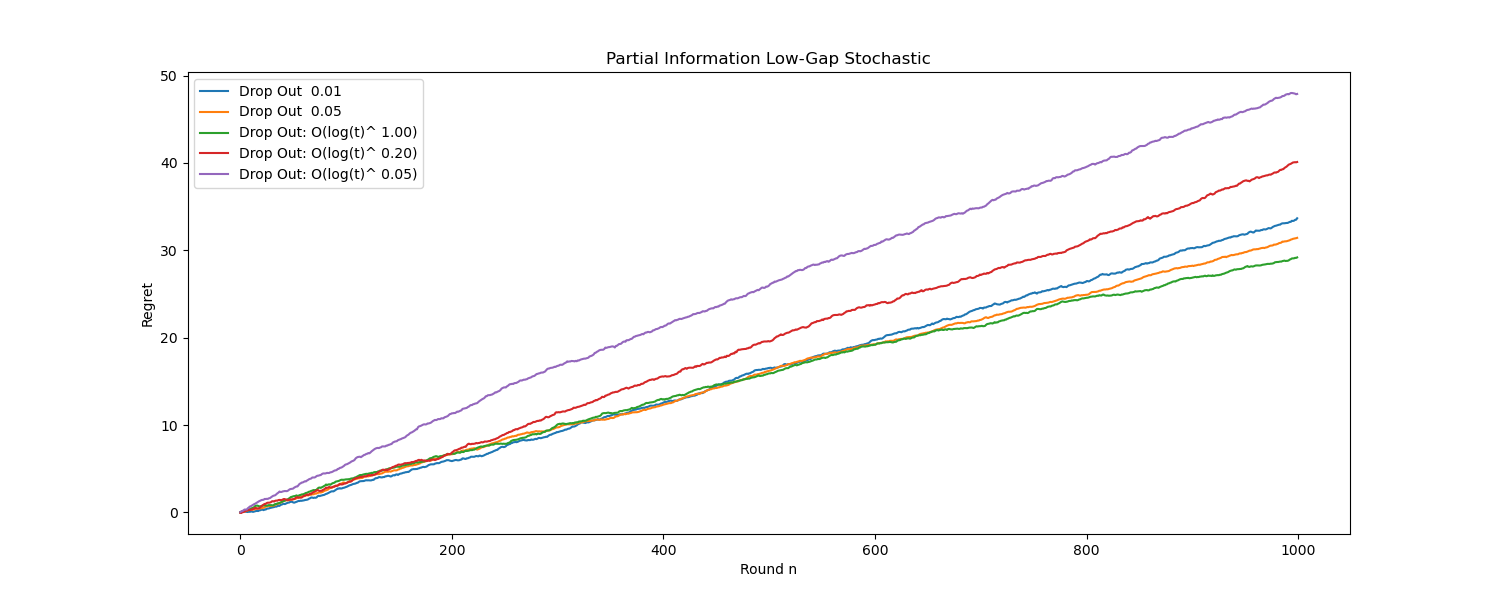 Partial Information Low-Gap Stochastic
50
40
30
20
10
0
Regret
Drop Out  0.01
Drop Out  0.05
Drop Out: O(log(t)^ 1.00)
Drop Out: O(log(t)^ 0.20)
Drop Out: O(log(t)^ 0.05)
0 200 400 600 800 1000
Round n